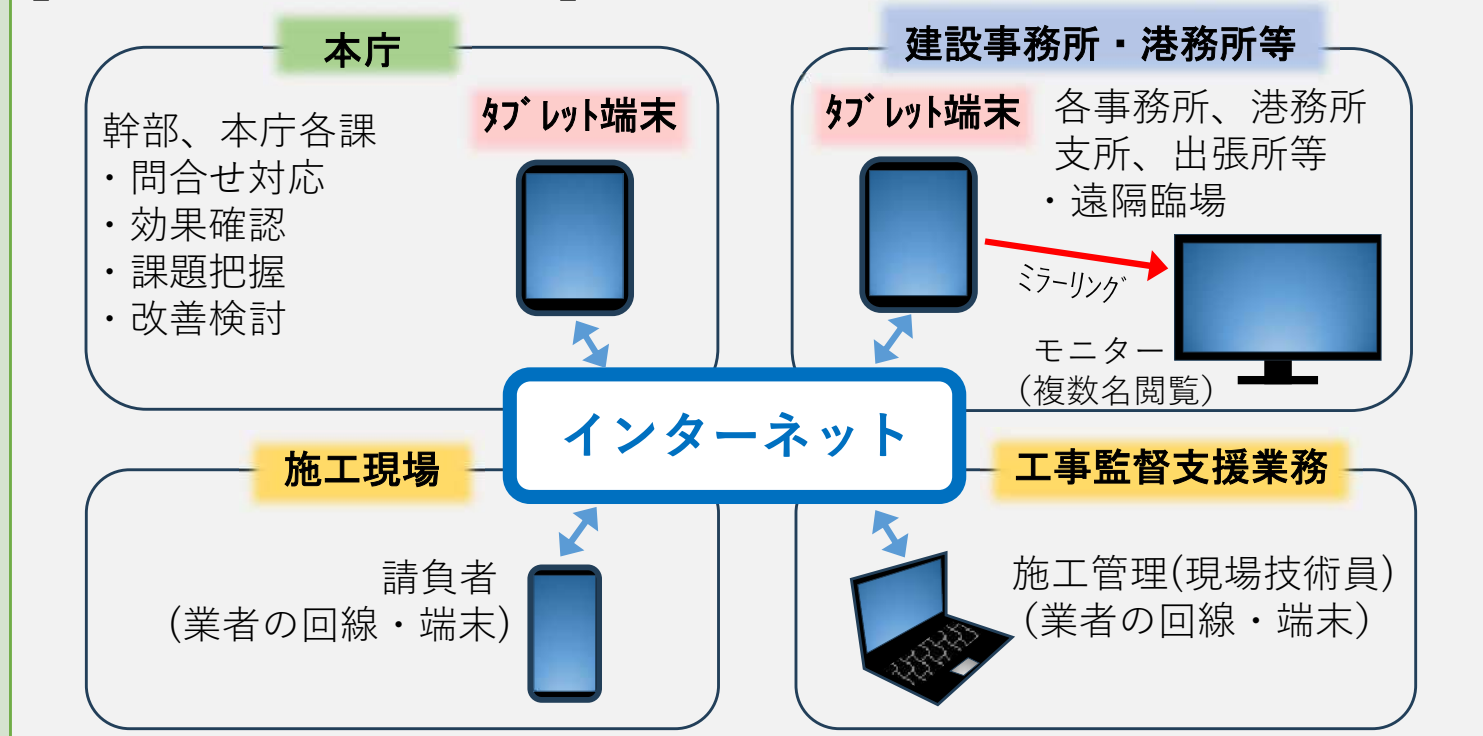 本庁
幹部、本庁各課
・問合せ対応
・効果確認
・課題把握
・改善検討
ﾀﾌﾞﾚｯﾄ端末
建設事務所・港務所等
ﾀﾌﾞﾚｯﾄ端末
各事務所、港務所
支所、出張所等
・遠隔臨場
ﾐﾗｰﾘﾝｸﾞ
モニター
(複数名閲覧)
インターネット
施工現場
請負者
(業者の回線・端末)
工事監督支援業務
施工管理(現場技術員)
(業者の回線・端末)